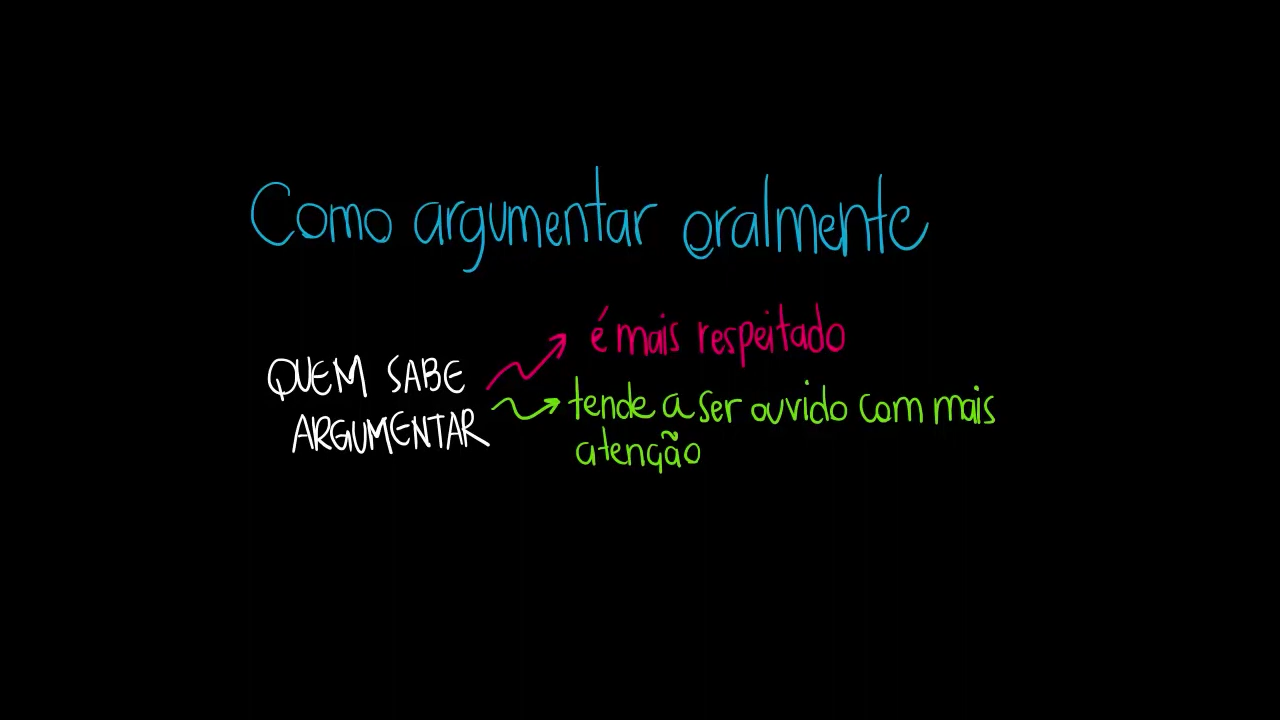 Como argumentar oralmente
é mais respeitado
QUEM SABE
ARGUMENTAR
tende a ser ouvido com mais
atenção